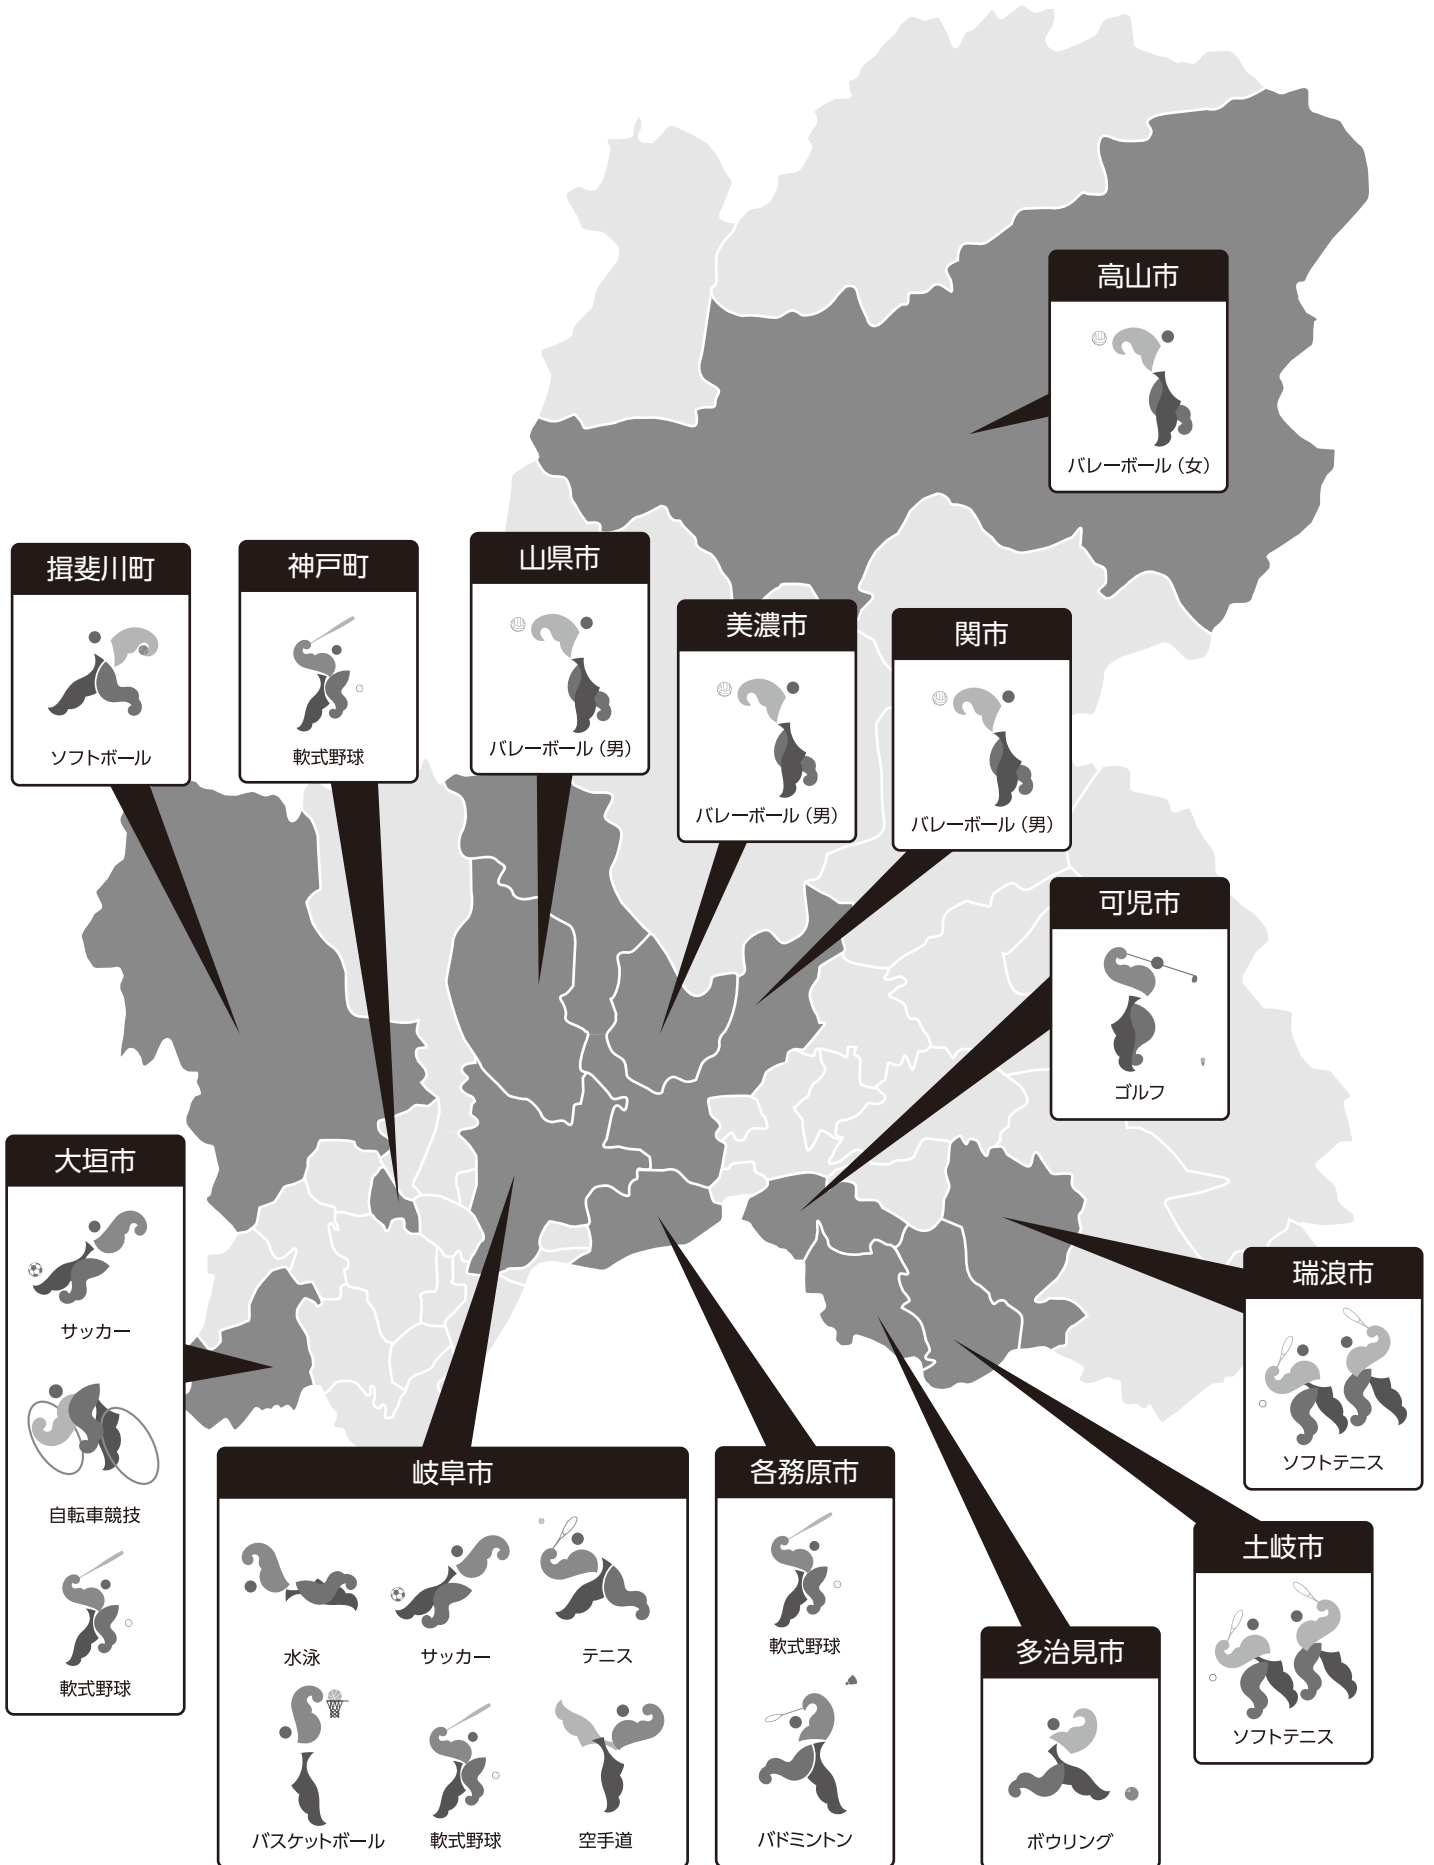 高山市
バレーボール（女）
揖斐川町
ソフトボール
神戸町
軟式野球
山県市
バレーボール（男）
美濃市
バレーボール（男）
関市
バレーボール（男）
可児市
ゴルフ
大垣市
サッカー
自転車競技
軟式野球
岐阜市
水泳
サッカー
テニス
バスケットボール
軟式野球
空手道
各務原市
軟式野球
バドミントン
多治見市
ボウリング
土岐市
ソフトテニス
瑞浪市
ソフトテニス